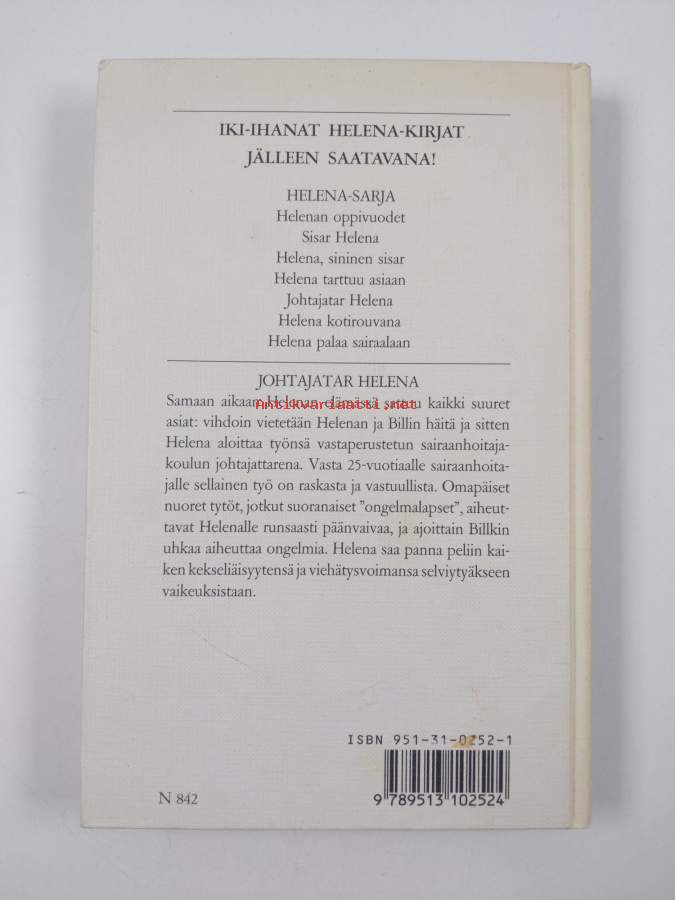 IKI-IHANAT HELENA-KIRJAT
JÄLLEEN SAATAVANA!
HELENA-SARJA
Helenan oppivuodet
Sisar Helena
Helena, sininen sisar
Helena tarttuu asiaan
Johtajatar Helena
Helena kotirouvana
Helena palaa sairaalaan
JOHTAJATAR HELENA
Samaan aikaan Helenan elämässä sattuu kaikki suuret
Antikvariaatti.net
asiat: vihdoin vietetään Helenan ja Billin häitä ja sitten
Helena aloittaa työnsä vastaperustetun sairaanhoitaja-
koulun johtajattarena. Vasta 25-vuotiaalle sairaanhoita-
jalle sellainen työ on raskasta ja vastuullista. Omapäiset
nuoret tytöt, jotkut suoranaiset ”ongelmalapset”, aiheut-
tavat Helenalle runsaasti päänvaivaa, ja ajoittain Billkin
uhkaa aiheuttaa ongelmia. Helena saa panna peliin kai-
ken kekseliäisyytensä ja viehätysvoimansa selviytyäkseen
vaikeuksistaan.
ISBN 951-31-0252-1
9 789513 102524
N 842